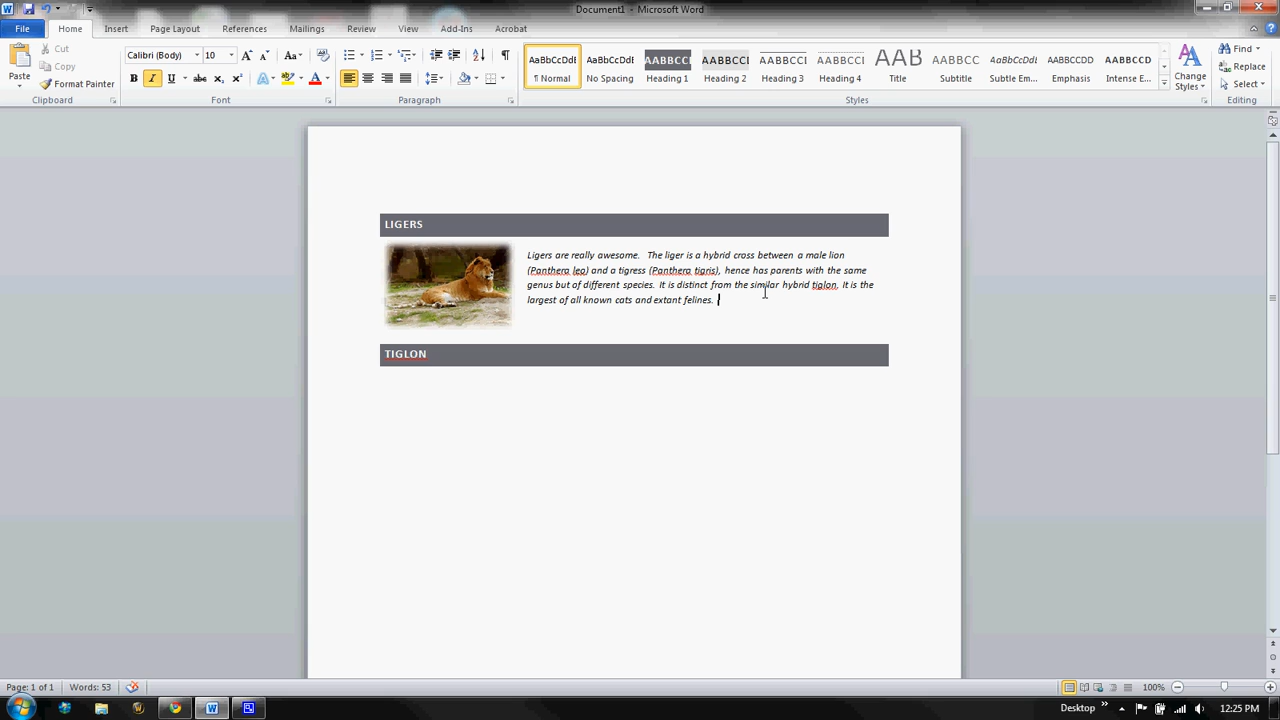 Document1 - Microsoft Word
File Home Insert Page Layout References Mailings Review View Add-Ins Acrobat
Paste
Cut
Copy
Format Painter
Clipboard
Calibri (Body) 10
Font
Paragraph
AaBbCcDdI AaBbCcDdI AABBCCI AABBCCI AABBCCI AABBCCI AAB AABBCC AaBbCcDdI AABBCCDD AABBCCD
¶ Normal No Spacing Heading 1 Heading 2 Heading 3 Heading 4 Title Subtitle Subtle Em... Emphasis Intense E...
Change
Styles
Styles
Find
Replace
Select
Editing
LIGERS
Ligers are really awesome. The liger is a hybrid cross between a male lion
(Panthera leo) and a tigress (Panthera tigris), hence has parents with the same
genus but of different species. It is distinct from the similar hybrid tiglon. It is the
largest of all known cats and extant felines.
TIGLON
Page: 1 of 1 Words: 53 100%
Desktop 12:25 PM